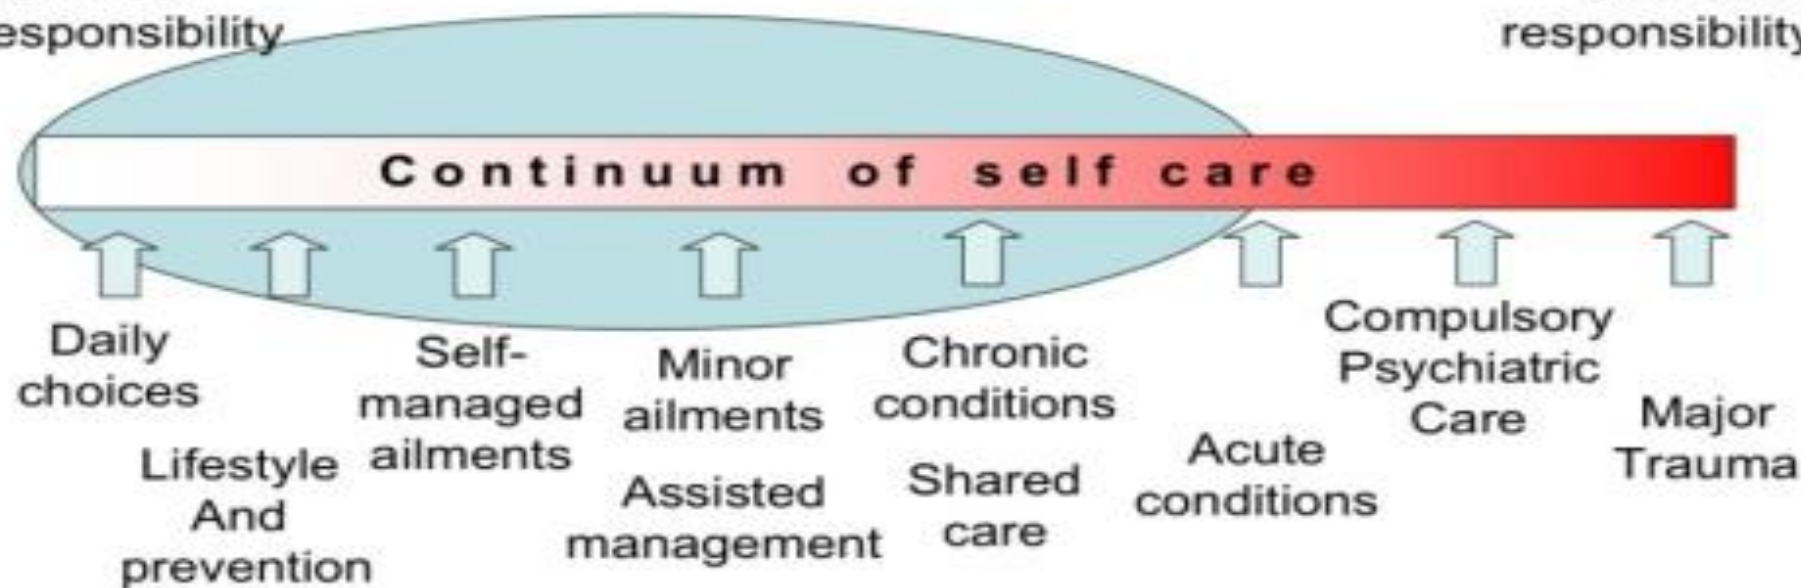 esponsibility
responsibility
Continuum of self care
Daily
choices
Lifestyle
And
prevention
Self-
managed
ailments
Minor
ailments
Assisted
management
Chronic
conditions
Shared
care
Acute
conditions
Compulsory
Psychiatric
Care
Major
Trauma